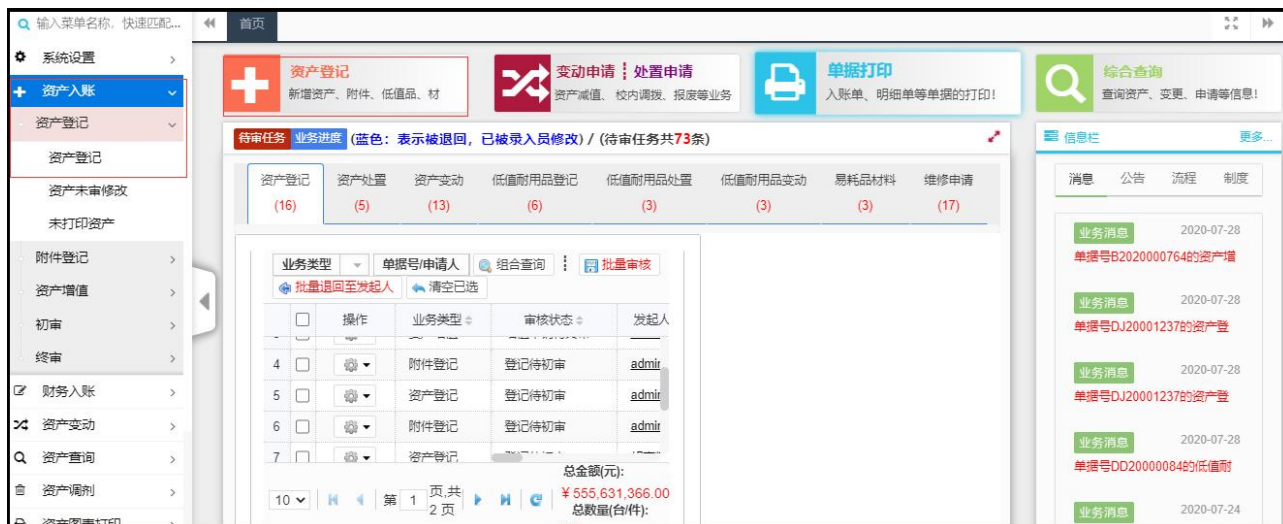 输入菜单名称，快速匹配...
首页
系统设置
资产入账
资产登记
资产登记
资产未审修改
未打印资产
附件登记
资产增值
初审
终审
财务入账
资产变动
资产查询
资产调剂
资产图表打印
资产登记
新增资产、附件、低值品、材
变动申请┆处置申请
资产减值、校内调拨、报废等业务
单据打印
入账单、明细单等单据的打印!
综合查询
查询资产、变更、申请等信息!
待审任务 业务进度 (蓝色：表示被退回，已被录入员修改) / (待审任务共73条)
资产登记 资产处置 资产变动 低值耐用品登记 低值耐用品处置 低值耐用品变动 易耗品材料 维修申请
(16) (5) (13) (6) (3) (3) (3) (17)
业务类型 单据号/申请人 组合查询 批量审核
批量退回至发起人 清空已选
操作 业务类型 审核状态 发起人
4 附件登记 登记待初审 admin
5 资产登记 登记待初审 admin
6 附件登记 登记待初审 admin
7 资产登记
总金额(元):
10 第 1 页,共2页 ¥555,631,366.00
总数量(台/件):
信息栏 更多...
消息 公告 流程 制度
业务消息 2020-07-28
单据号B2020000764的资产增
业务消息 2020-07-28
单据号DJ20001237的资产登
业务消息 2020-07-28
单据号DJ20001237的资产登
业务消息 2020-07-28
单据号DD20000084的低值耐
业务消息 2020-07-24